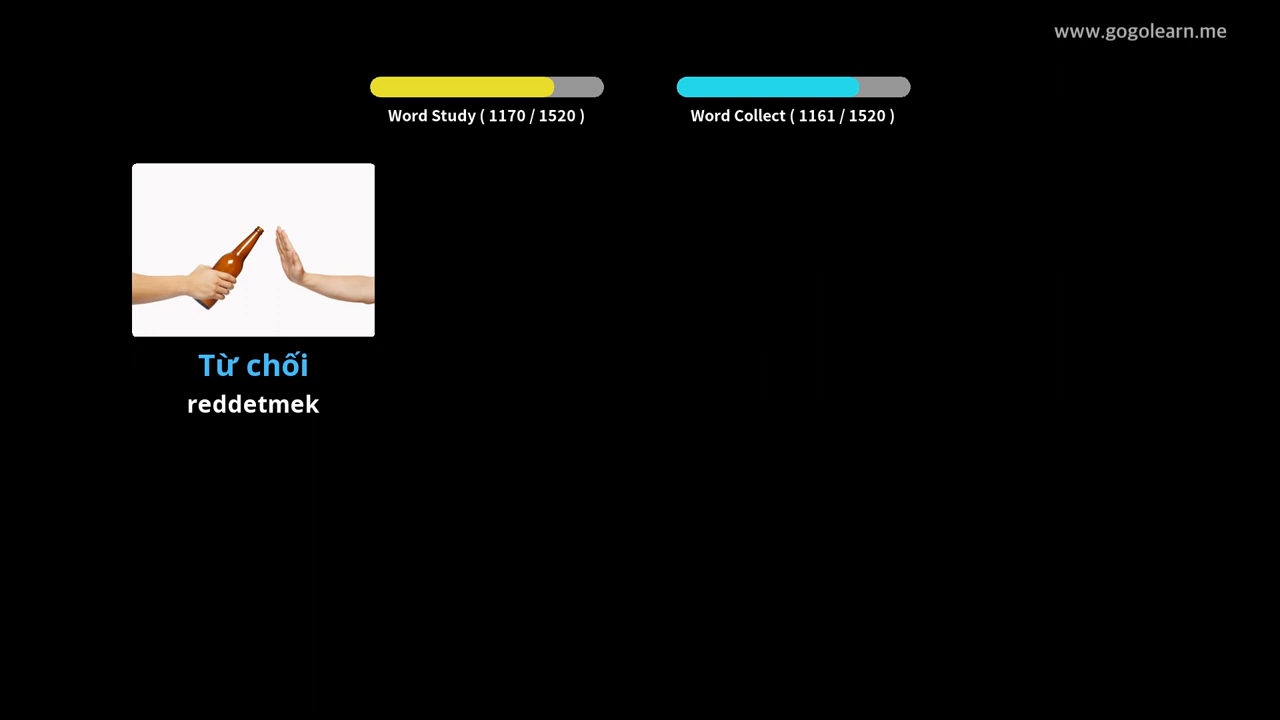 www.gogolearn.me
Word Study ( 1170 / 1520 )
Word Collect ( 1161 / 1520 )
Từ chối
reddetmek